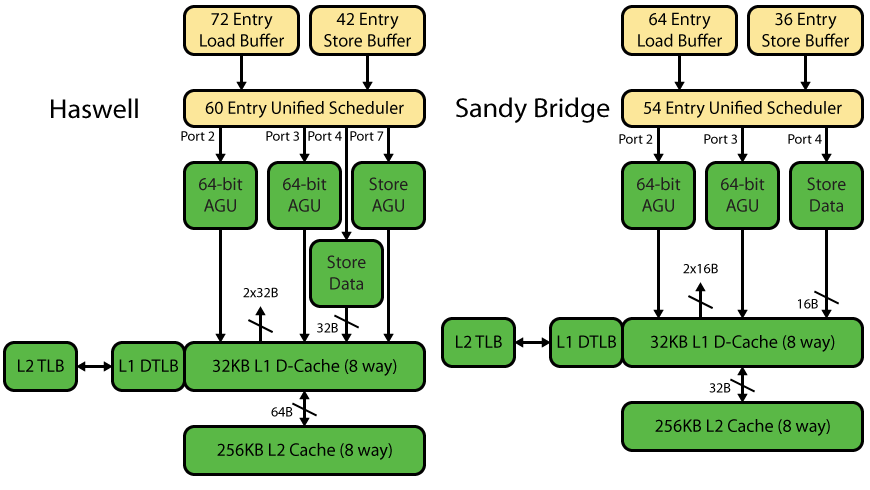 72 Entry
Load Buffer
42 Entry
Store Buffer
Haswell
60 Entry Unified Scheduler
Port 2
Port 3
Port 4
Port 7
64-bit
AGU
64-bit
AGU
Store
AGU
Store
Data
2x32B
32B
L2 TLB
L1 DTLB
32KB L1 D-Cache (8 way)
64B
256KB L2 Cache (8 way)
64 Entry
Load Buffer
36 Entry
Store Buffer
Sandy Bridge
54 Entry Unified Scheduler
Port 2
Port 3
Port 4
64-bit
AGU
64-bit
AGU
Store
Data
2x16B
16B
L2 TLB
L1 DTLB
32KB L1 D-Cache (8 way)
32B
256KB L2 Cache (8 way)